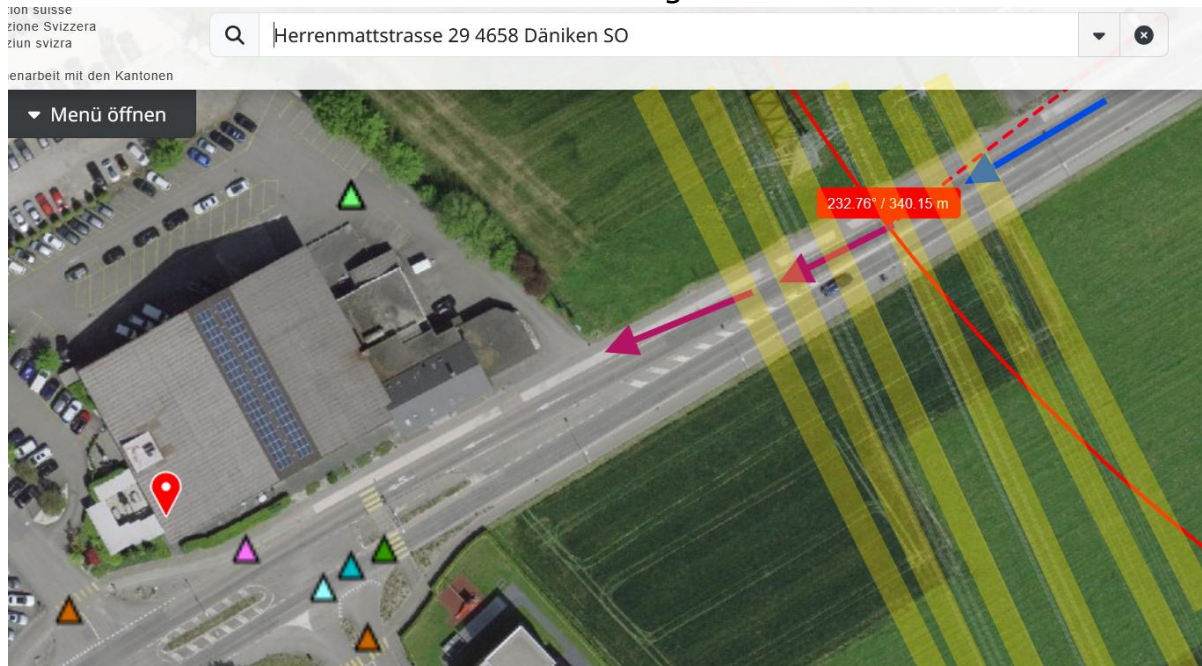 zione Svizzera
ziun svizra
Herrenmattstrasse 29 4658 Däniken SO
enarbeit mit den Kantonen
Menü öffnen
232.76° / 340.15 m